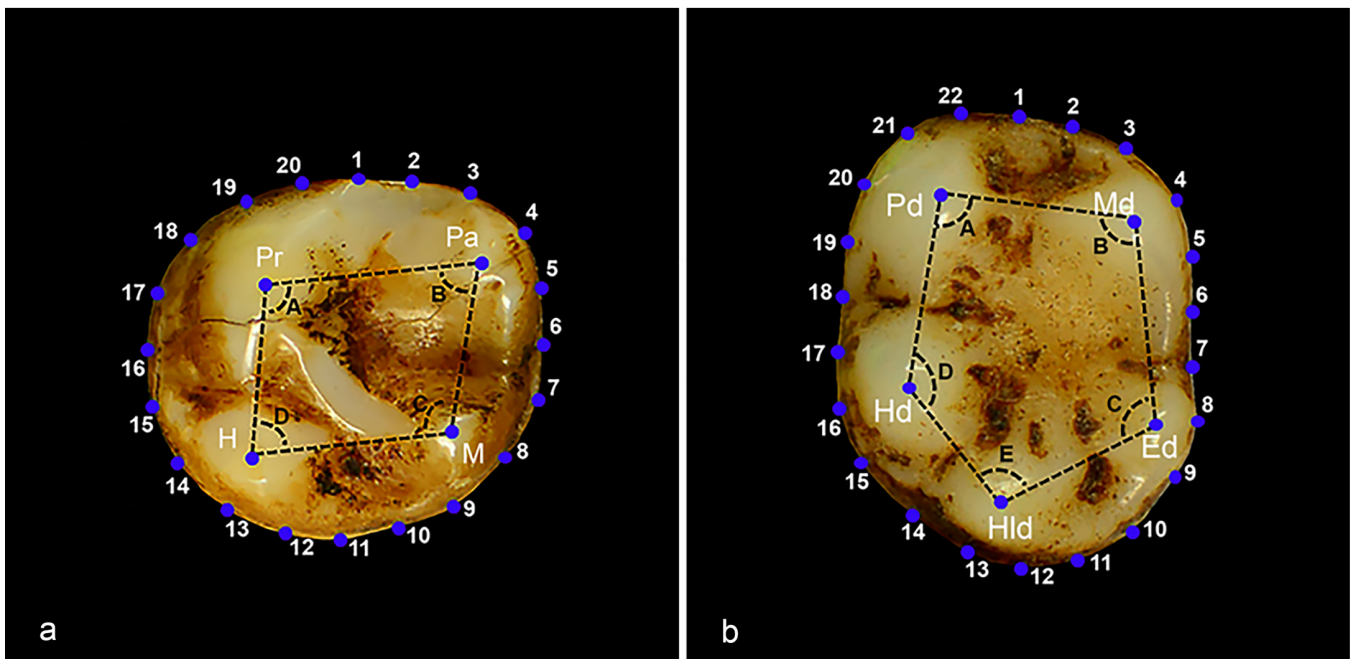 20 1 2 3
19
18 4
Pr Pa
5
17 A B
6
16
7
15 D C
H M
14 8
13 9
12 11 10
a
22 1 2
21 3
20 Pd Md 4
A
19 B 5
18 6
17 D 7
16 Hd C 8
Ed
15 E 9
14 Hld 10
13 12 11
b